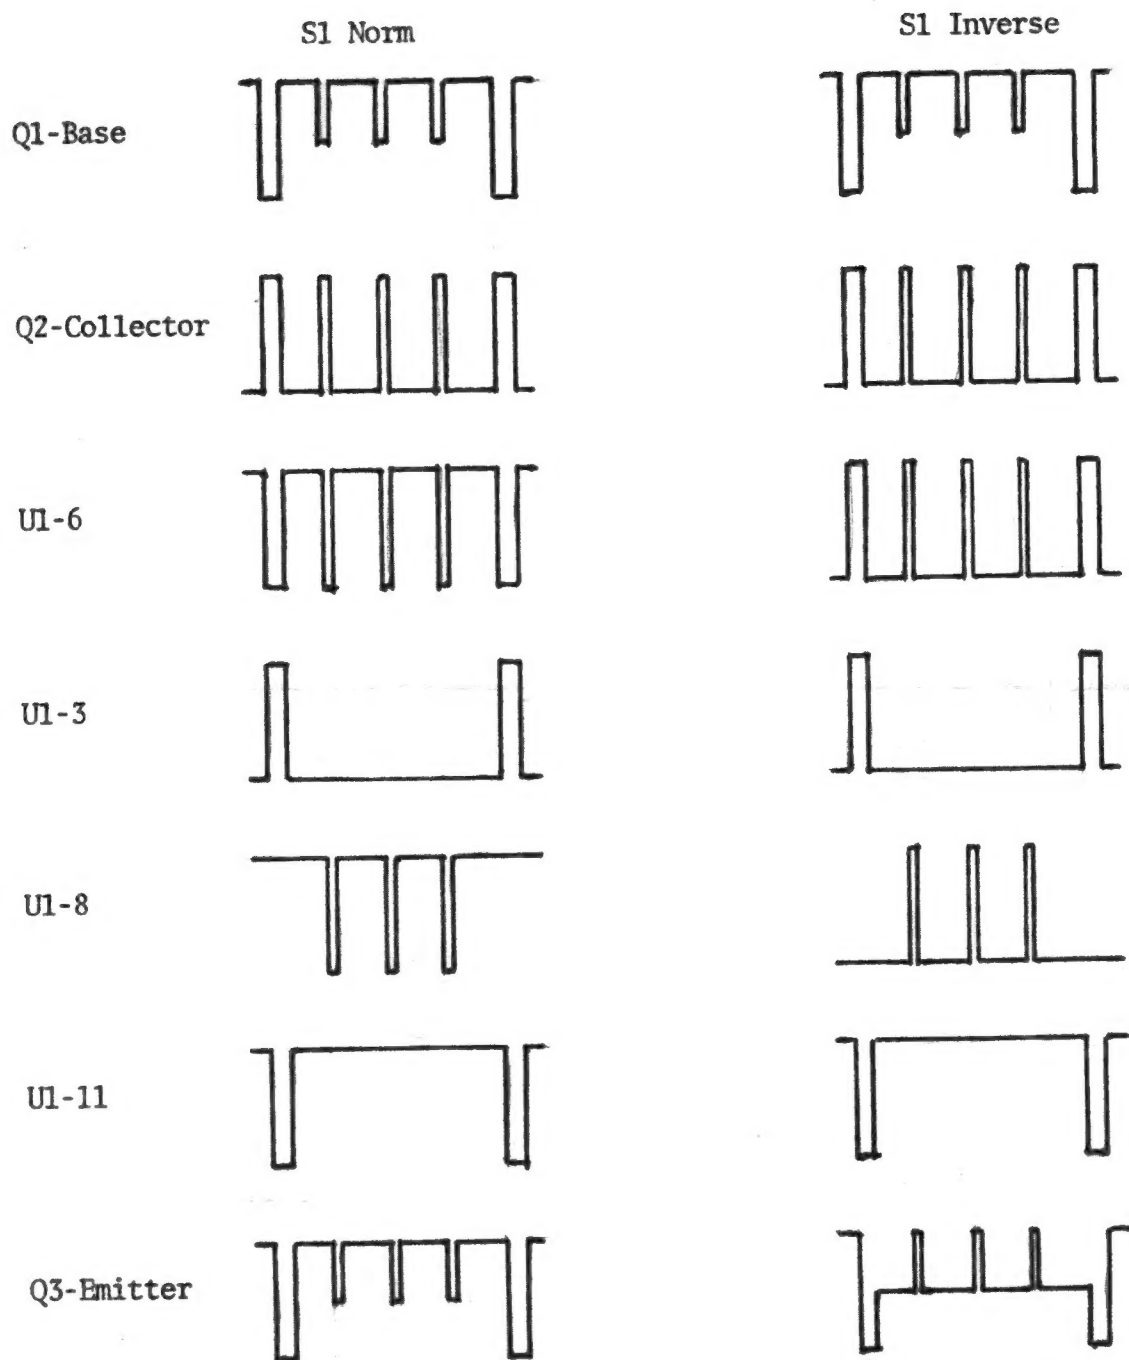 S1 Norm
S1 Inverse
Q1-Base
Q2-Collector
U1-6
U1-3
U1-8
U1-11
Q3-Emitter